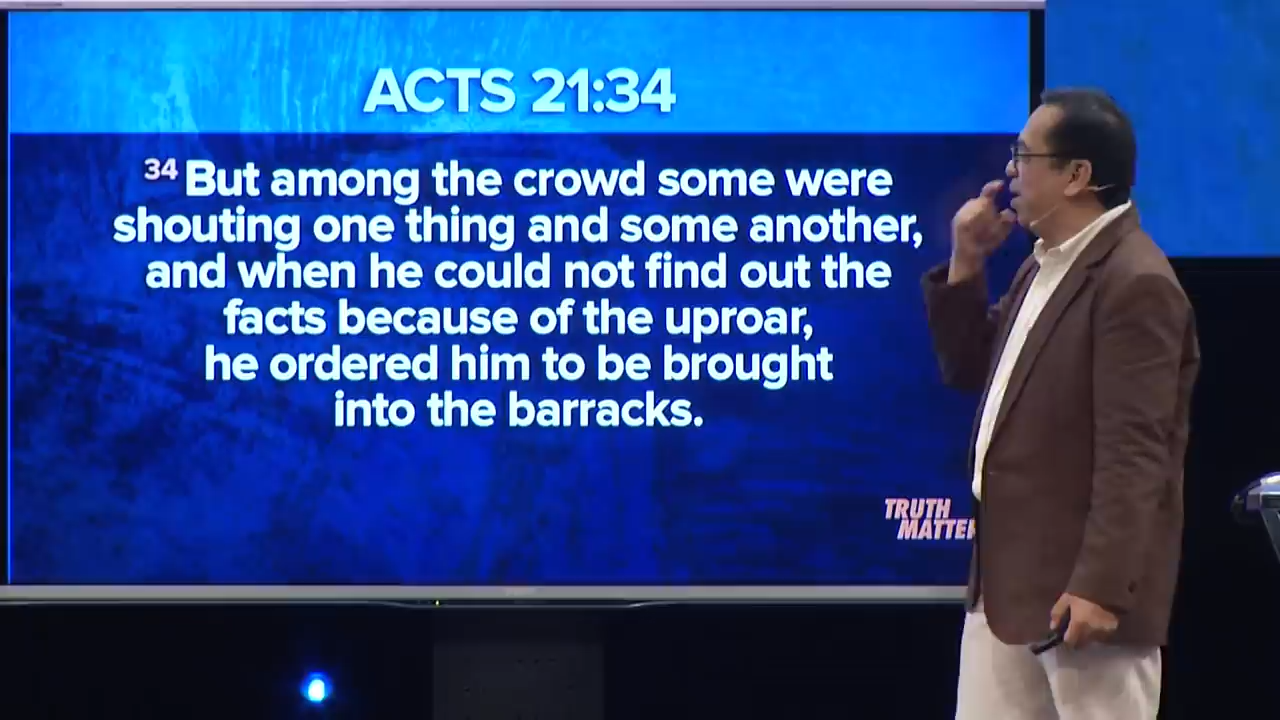 ACTS 21:34
34 But among the crowd some were
shouting one thing and some another,
and when he could not find out the
facts because of the uproar,
he ordered him to be brought
into the barracks.
TRUTH
MATTER